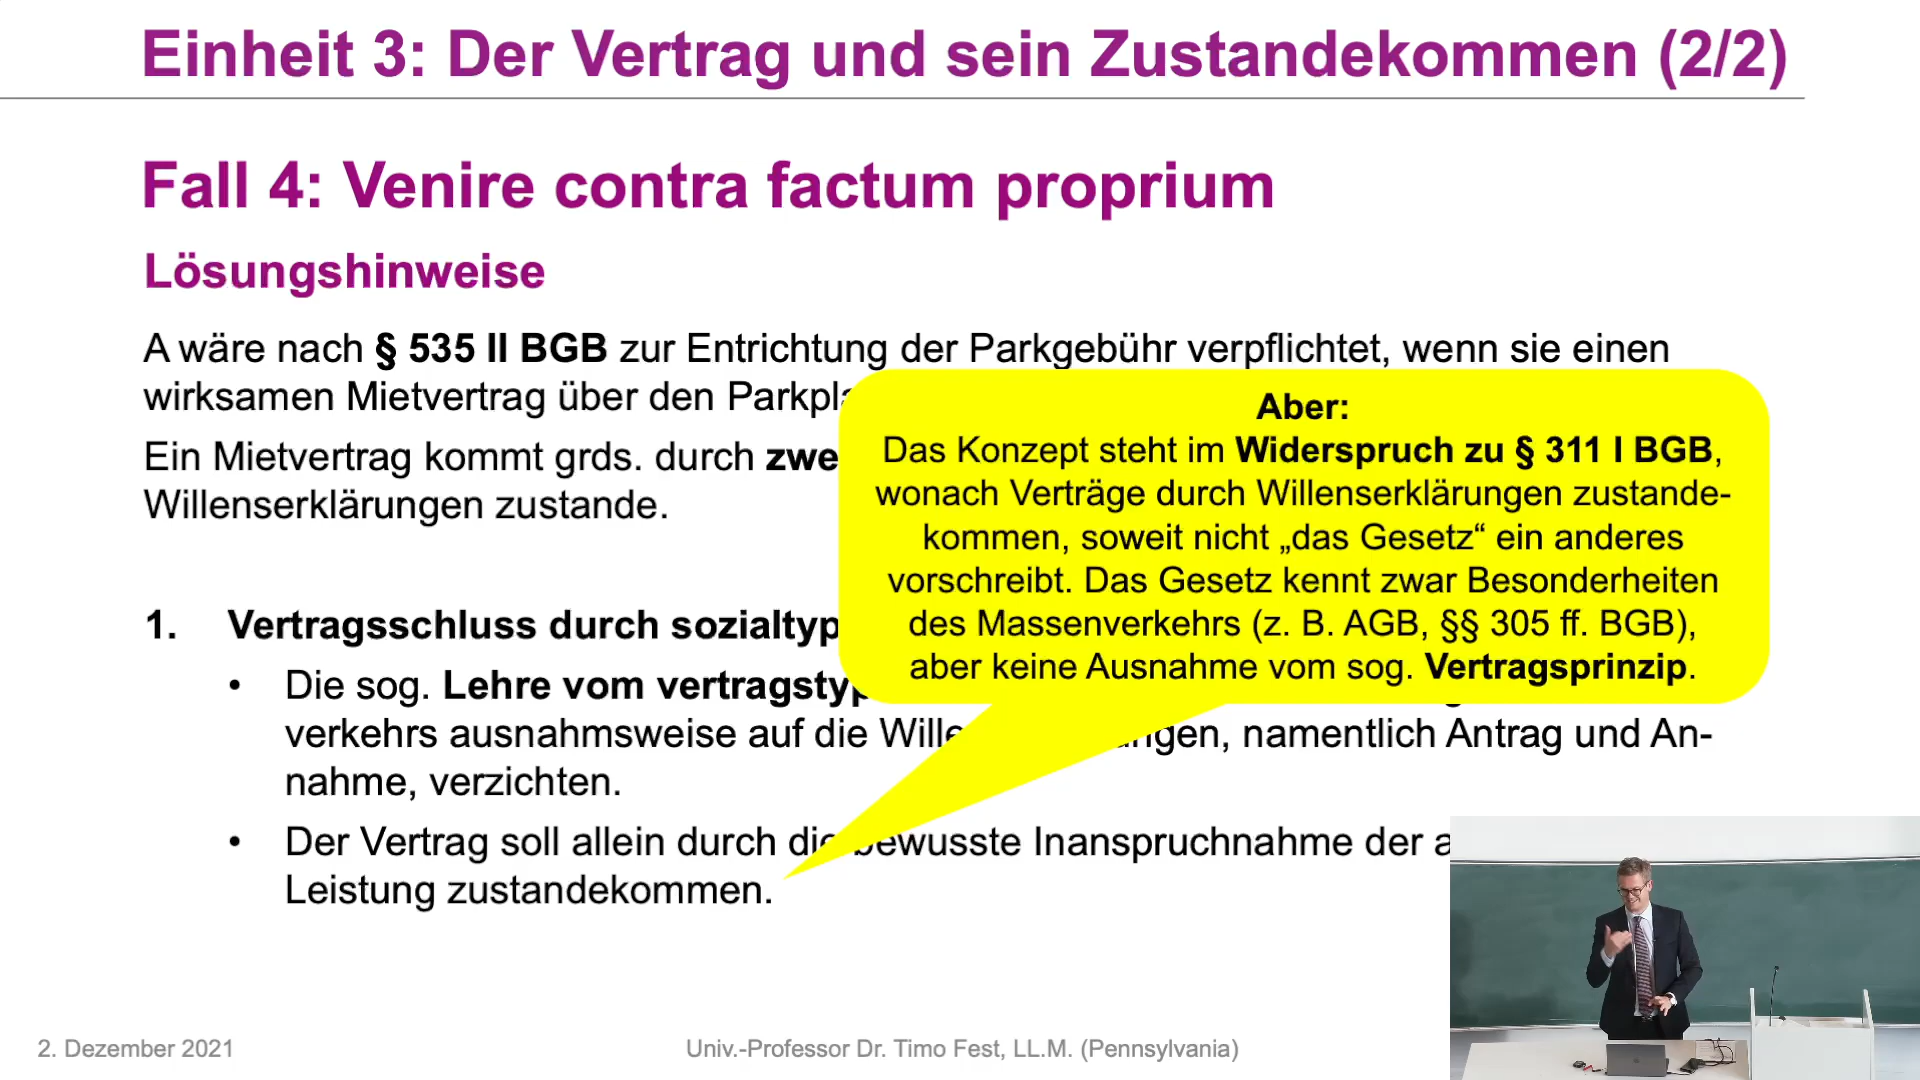 Einheit 3: Der Vertrag und sein Zustandekommen (2/2)
Fall 4: Venire contra factum proprium
Lösungshinweise
A wäre nach § 535 II BGB zur Entrichtung der Parkgebühr verpflichtet, wenn sie einen
wirksamen Mietvertrag über den
Ein Mietvertrag kommt grds. durch
Willenserklärungen zustande.
Aber:
Das Konzept steht im Widerspruch zu § 311 I BGB,
wonach Verträge durch Willenserklärungen zustande-
kommen, soweit nicht „das Gesetz“ ein anderes
vorschreibt. Das Gesetz kennt zwar Besonderheiten
des Massenverkehrs (z. B. AGB, §§ 305 ff. BGB),
aber keine Ausnahme vom sog. Vertragsprinzip.
1. Vertragsschluss durch
• Die sog. Lehre vom
verkehrs ausnahmsweise auf die namentlich Antrag und An-
nahme, verzichten.
• Der Vertrag soll allein durch die bewusste Inanspruchnahme der
Leistung zustandekommen.
2. Dezember 2021
Univ.-Professor Dr. Timo Fest, LL.M. (Pennsylvania)